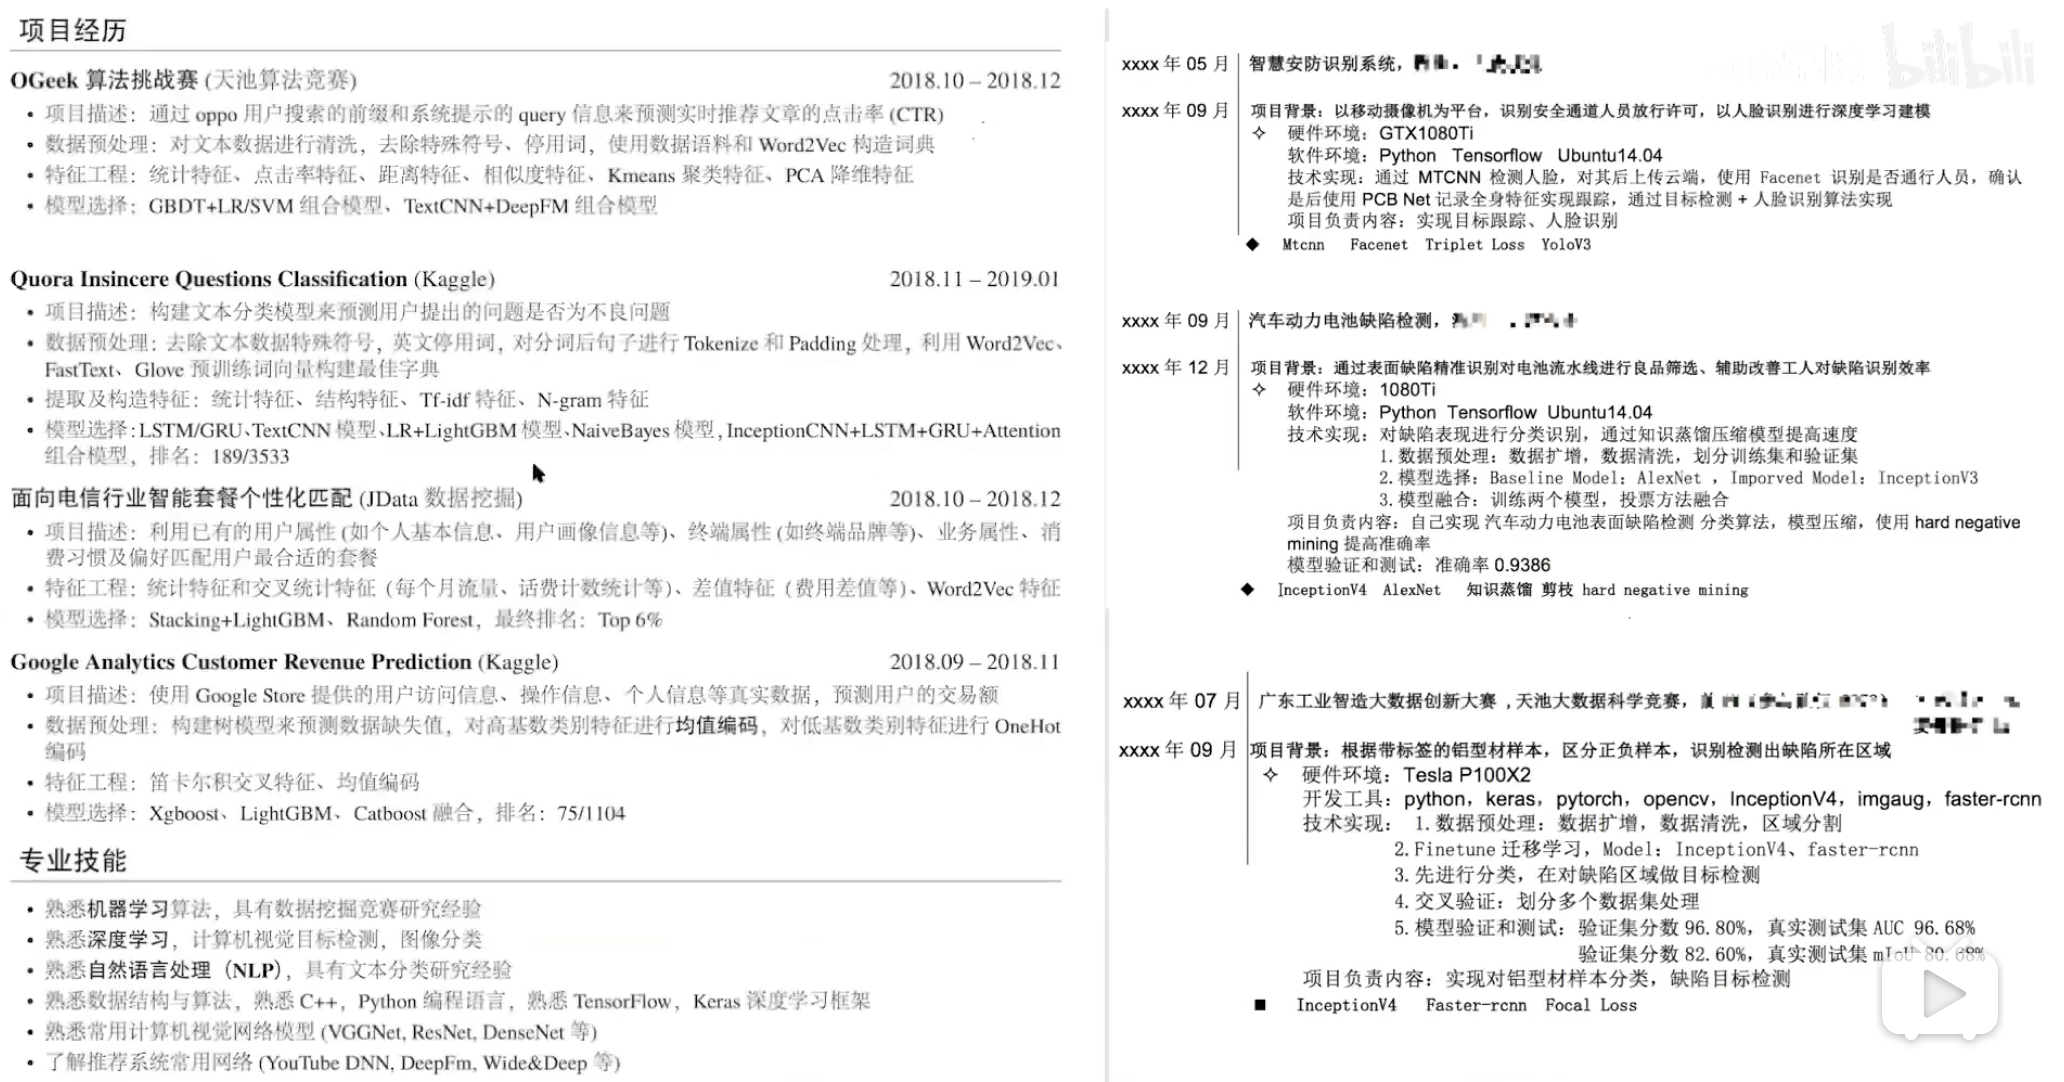 项目经历
OGeek 算法挑战赛 (天池算法竞赛) 2018.10 – 2018.12
• 项目描述：通过 oppo 用户搜索的前缀和系统提示的 query 信息来预测实时推荐文章的点击率 (CTR)
• 数据预处理：对文本数据进行清洗，去除特殊符号、停用词，使用数据语料和 Word2Vec 构造词典
• 特征工程：统计特征、点击率特征、距离特征、相似度特征、Kmeans 聚类特征、PCA 降维特征
• 模型选择：GBDT+LR/SVM 组合模型、TextCNN+DeepFM 组合模型
Quora Insincere Questions Classification (Kaggle) 2018.11 – 2019.01
• 项目描述：构建文本分类模型来预测用户提出的问题是否为不良问题
• 数据预处理：去除文本数据特殊符号，英文停用词，对分词后句子进行 Tokenize 和 Padding 处理，利用 Word2Vec、
FastText、Glove 预训练词向量构建最佳字典
• 提取及构造特征：统计特征、结构特征、Tf-idf 特征、N-gram 特征
• 模型选择：LSTM/GRU、TextCNN 模型、LR+LightGBM 模型、NaiveBayes 模型，InceptionCNN+LSTM+GRU+Attention
组合模型，排名：189/3533
面向电信行业智能套餐个性化匹配 (JData 数据挖掘) 2018.10 – 2018.12
• 项目描述：利用已有的用户属性 (如个人基本信息、用户画像信息等)、终端属性 (如终端品牌等)、业务属性、消
费习惯及偏好匹配用户最合适的套餐
• 特征工程：统计特征和交叉统计特征（每个月流量、话费计数统计等）、差值特征（费用差值等）、Word2Vec 特征
• 模型选择：Stacking+LightGBM、Random Forest，最终排名：Top 6%
Google Analytics Customer Revenue Prediction (Kaggle) 2018.09 – 2018.11
• 项目描述：使用 Google Store 提供的用户访问信息、操作信息、个人信息等真实数据，预测用户的交易额
• 数据预处理：构建树模型来预测数据缺失值，对高基数类别特征进行均值编码，对低基数类别特征进行 OneHot
编码
• 特征工程：笛卡尔积交叉特征、均值编码
• 模型选择：Xgboost、LightGBM、Catboost 融合，排名：75/1104
专业技能
• 熟悉机器学习算法，具有数据挖掘竞赛研究经验
• 熟悉深度学习，计算机视觉目标检测，图像分类
• 熟悉自然语言处理（NLP），具有文本分类研究经验
• 熟悉数据结构与算法，熟悉 C++，Python 编程语言，熟悉 TensorFlow，Keras 深度学习框架
• 熟悉常用计算机视觉网络模型 (VGGNet, ResNet, DenseNet 等)
• 了解推荐系统常用网络 (YouTube DNN, DeepFm, Wide&Deep 等)
bilibili
xxxx 年 05 月 智慧安防识别系统，
xxxx 年 09 月 项目背景：以移动摄像机为平台，识别安全通道人员放行许可，以人脸识别进行深度学习建模
✧ 硬件环境：GTX1080Ti
软件环境：Python Tensorflow Ubuntu14.04
技术实现：通过 MTCNN 检测人脸，对其后上传云端，使用 Facenet 识别是否通行人员，确认
是后使用 PCB Net 记录全身特征实现跟踪，通过目标检测 + 人脸识别算法实现
项目负责内容：实现目标跟踪、人脸识别
◆ Mtcnn Facenet Triplet Loss YoloV3
xxxx 年 09 月 汽车动力电池缺陷检测，
xxxx 年 12 月 项目背景：通过表面缺陷精准识别对电池流水线进行良品筛选、辅助改善工人对缺陷识别效率
✧ 硬件环境：1080Ti
软件环境：Python Tensorflow Ubuntu14.04
技术实现：对缺陷表现进行分类识别，通过知识蒸馏压缩模型提高速度
1.数据预处理：数据扩增，数据清洗，划分训练集和验证集
2.模型选择：Baseline Model：AlexNet ，Imporved Model：InceptionV3
3.模型融合：训练两个模型，投票方法融合
项目负责内容：自己实现 汽车动力电池表面缺陷检测 分类算法，模型压缩，使用 hard negative
mining 提高准确率
模型验证和测试：准确率 0.9386
◆ InceptionV4 AlexNet 知识蒸馏 剪枝 hard negative mining
xxxx 年 07 月 广东工业智造大数据创新大赛 ,天池大数据科学竞赛，
xxxx 年 09 月 项目背景：根据带标签的铝型材样本，区分正负样本，识别检测出缺陷所在区域
✧ 硬件环境：Tesla P100X2
开发工具：python，keras，pytorch，opencv，InceptionV4，imgaug，faster-rcnn
技术实现： 1.数据预处理：数据扩增，数据清洗，区域分割
2.Finetune 迁移学习，Model：InceptionV4、faster-rcnn
3.先进行分类，在对缺陷区域做目标检测
4.交叉验证：划分多个数据集处理
5.模型验证和测试：验证集分数 96.80%，真实测试集 AUC 96.68%
验证集分数 82.60%，真实测试集 mIoU 80.68%
项目负责内容：实现对铝型材样本分类，缺陷目标检测
■ InceptionV4 Faster-rcnn Focal Loss